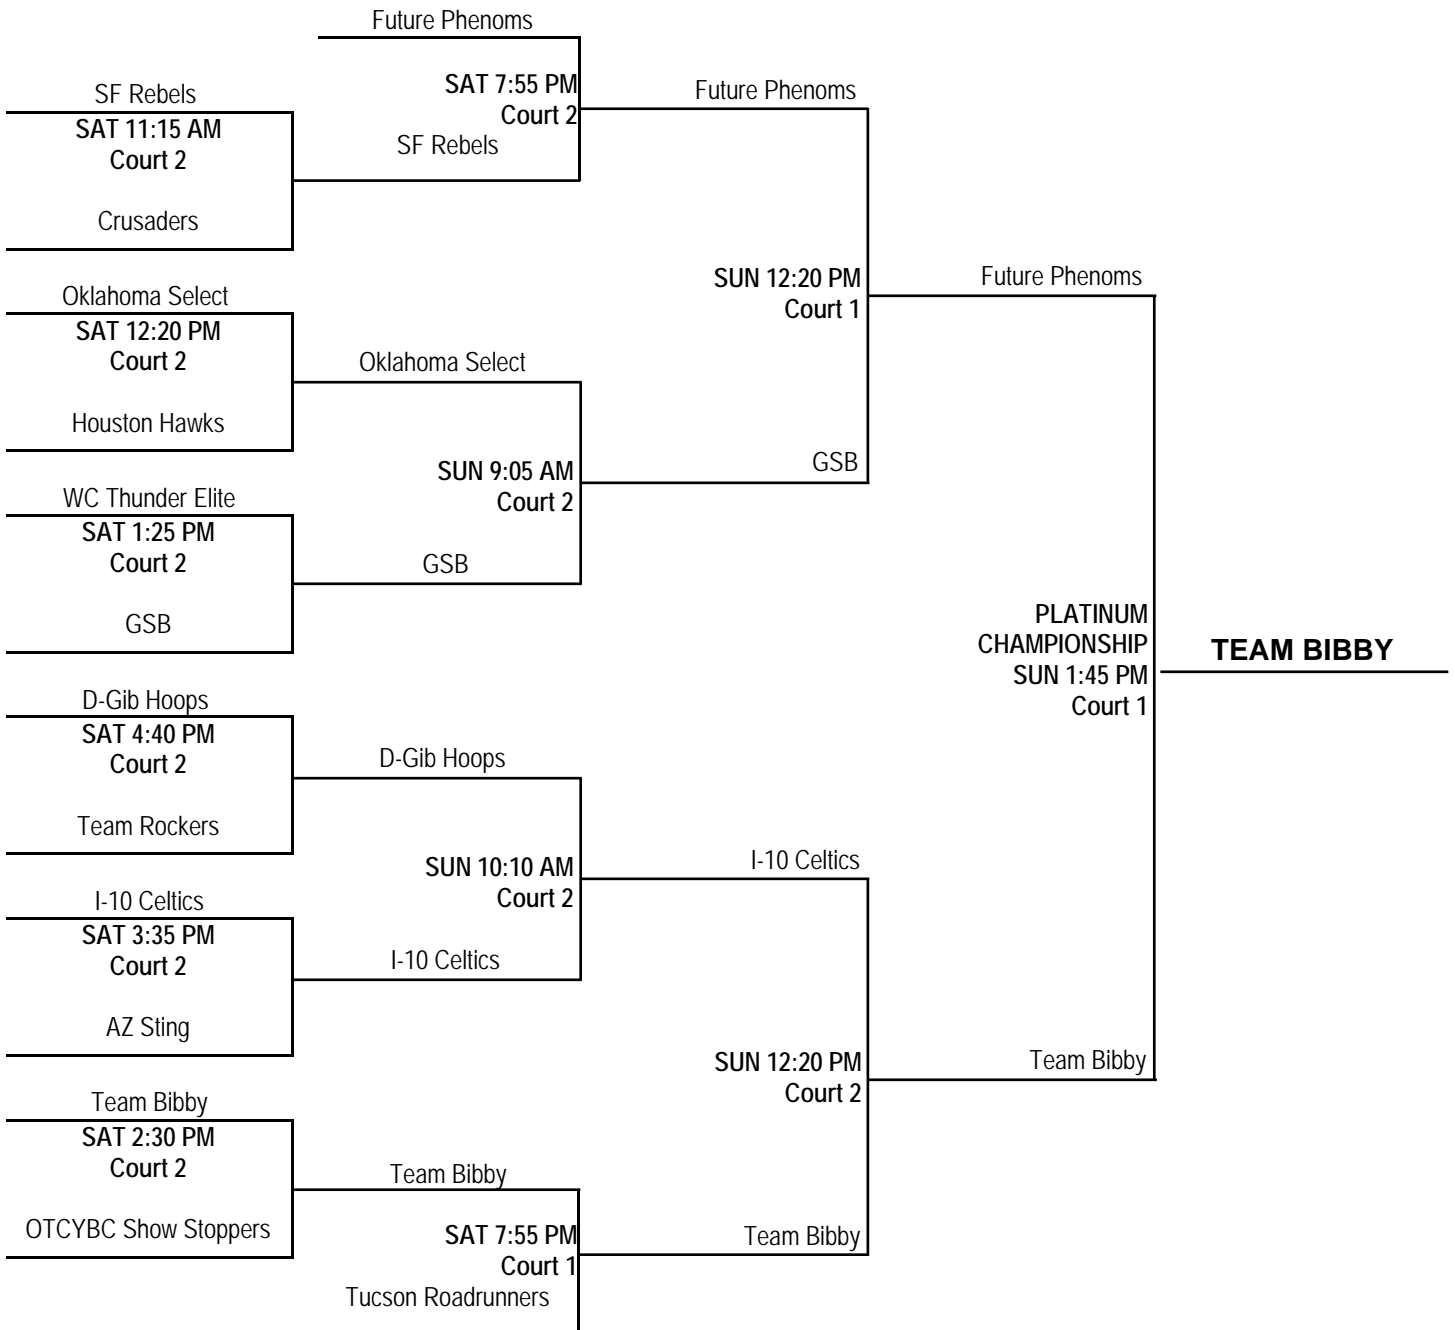 Future Phenoms
SAT 7:55 PM
Court 2
SF Rebels
SF Rebels
SAT 11:15 AM
Court 2
Crusaders
Future Phenoms
Oklahoma Select
SAT 12:20 PM
Court 2
Houston Hawks
Oklahoma Select
SUN 12:20 PM
Court 1
Future Phenoms
SUN 9:05 AM
Court 2
GSB
WC Thunder Elite
SAT 1:25 PM
Court 2
GSB
GSB
PLATINUM
CHAMPIONSHIP
SUN 1:45 PM
Court 1
TEAM BIBBY
D-Gib Hoops
SAT 4:40 PM
Court 2
Team Rockers
D-Gib Hoops
SUN 10:10 AM
Court 2
I-10 Celtics
I-10 Celtics
SAT 3:35 PM
Court 2
AZ Sting
I-10 Celtics
SUN 12:20 PM
Court 2
Team Bibby
Team Bibby
SAT 2:30 PM
Court 2
OTCYBC Show Stoppers
Team Bibby
SAT 7:55 PM
Court 1
Tucson Roadrunners
Team Bibby